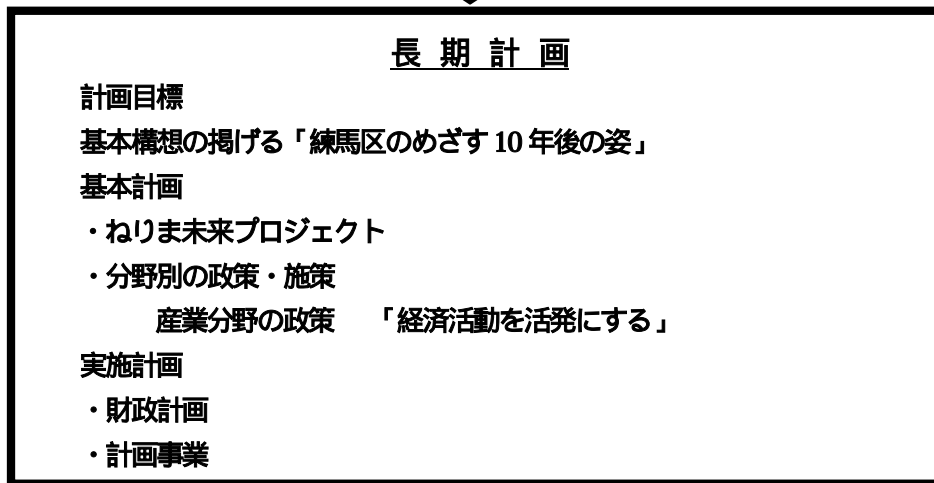 長 期 計 画
計画目標
基本構想の掲げる「練馬区のめざす 10 年後の姿」
基本計画
・ねりま未来プロジェクト
・分野別の政策・施策
産業分野の政策 「経済活動を活発にする」
実施計画
・財政計画
・計画事業